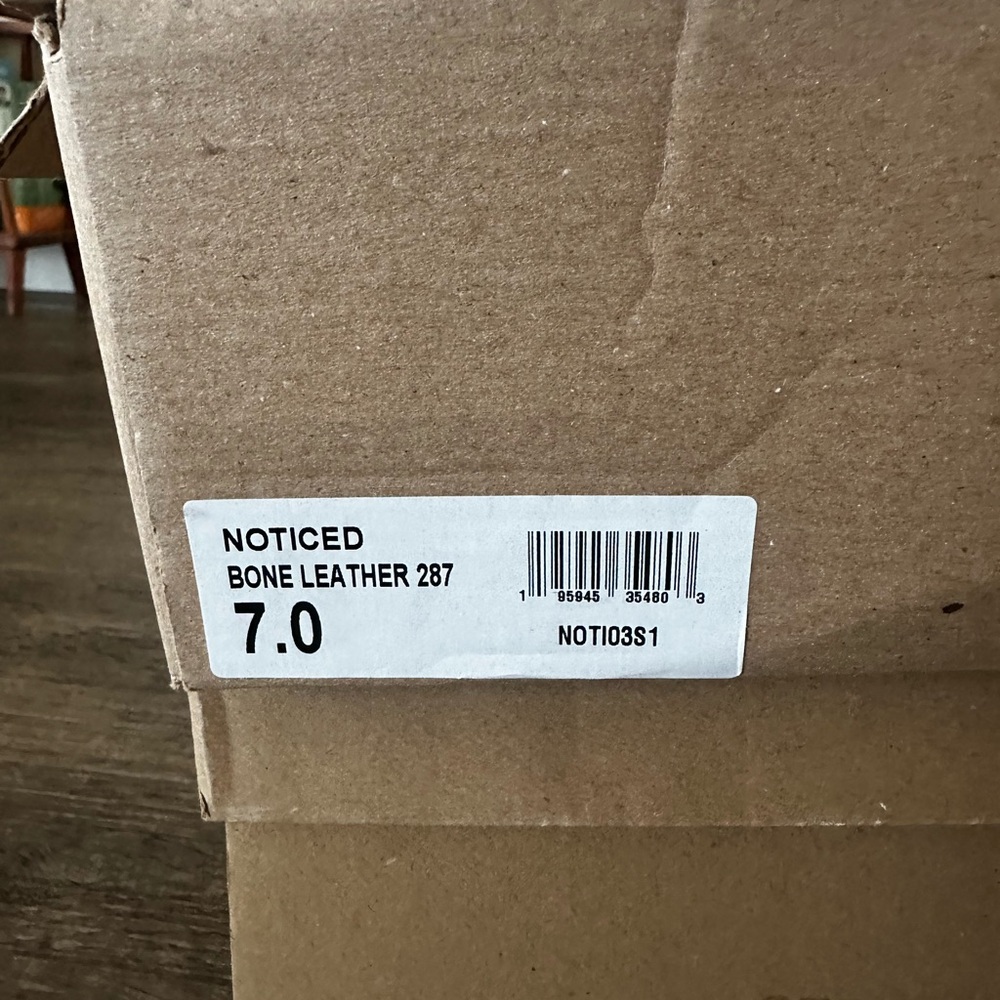 NOTICED
BONE LEATHER 287
7.0
1 95945 35480 3
NOTI03S1